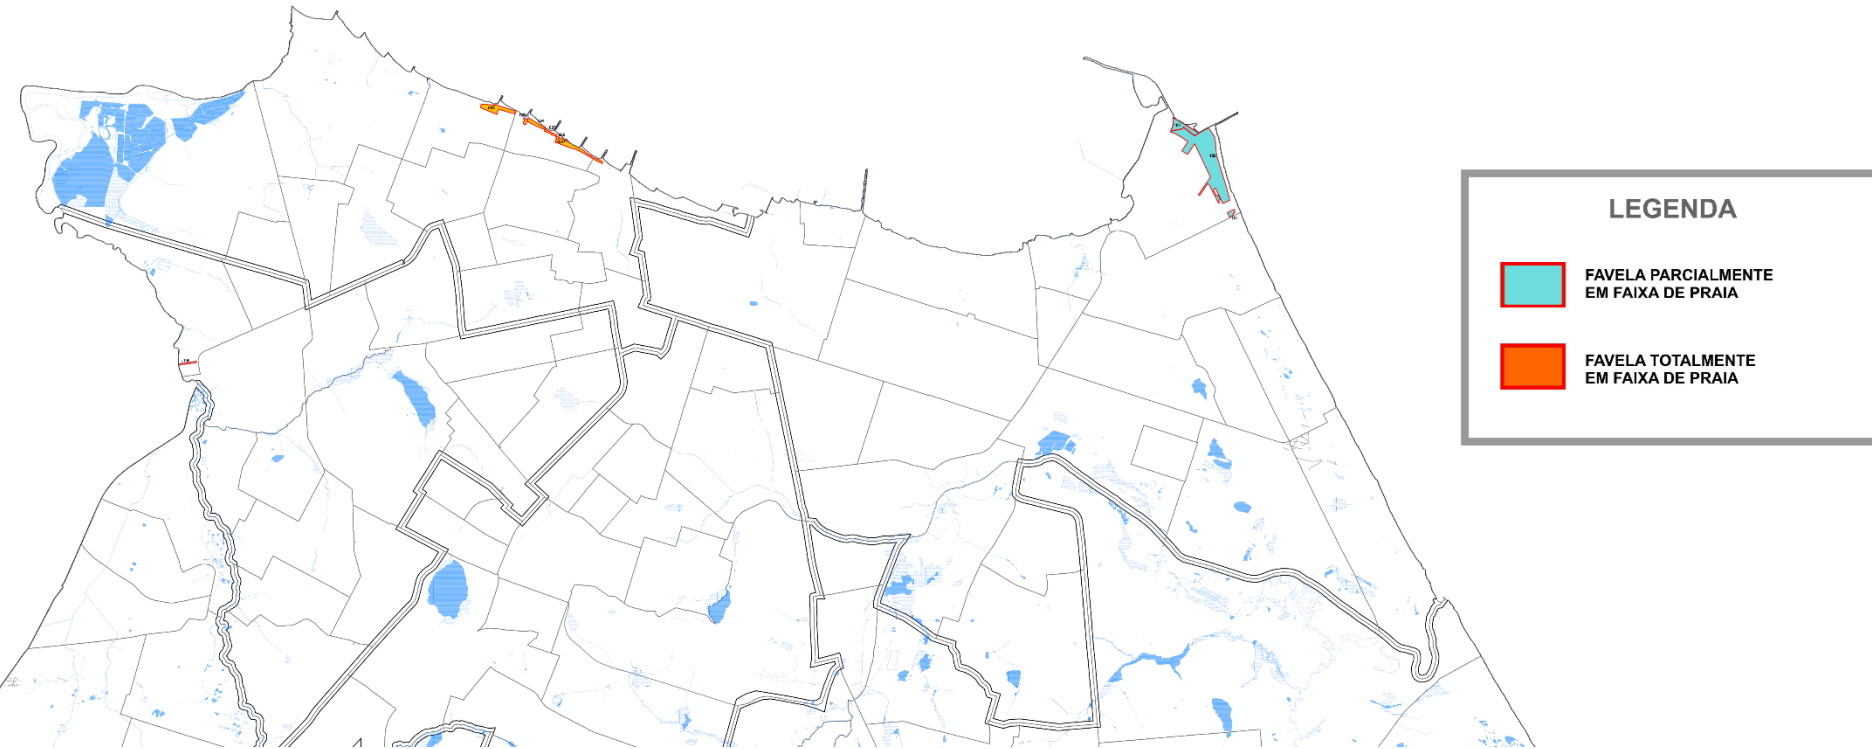 LEGENDA
FAVELA PARCIALMENTE
EM FAIXA DE PRAIA
FAVELA TOTALMENTE
EM FAIXA DE PRAIA